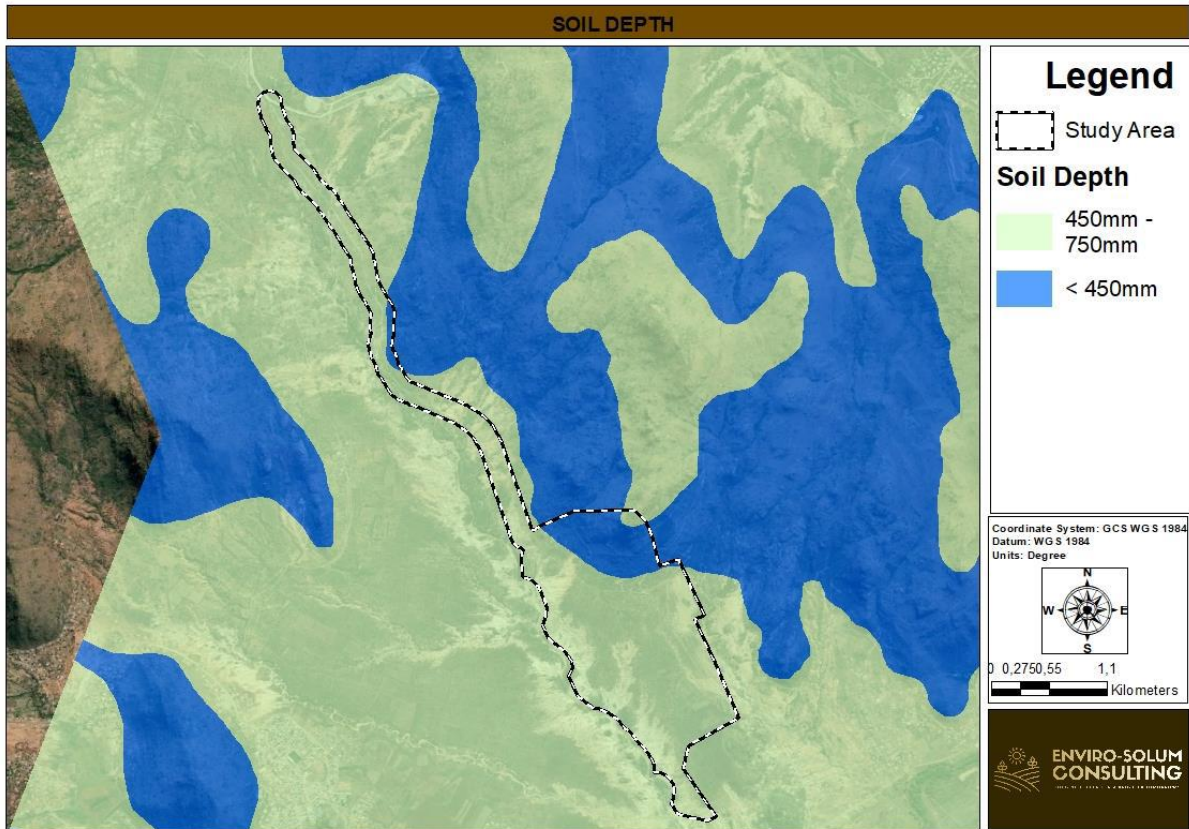 SOIL DEPTH
Legend
Study Area
Soil Depth
450mm -
750mm
< 450mm
Coordinate System: GCS WGS 1984
Datum: WGS 1984
Units: Degree
N
W E
S
0 0,2750,55 1,1
Kilometers
ENVIRO-SOLUM
CONSULTING